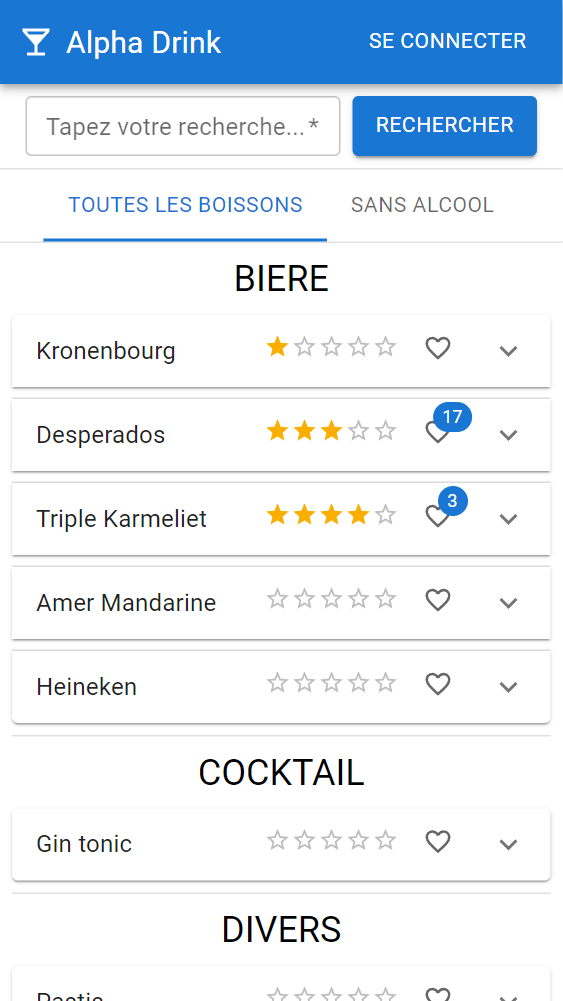 Alpha Drink
SE CONNECTER
Tapez votre recherche... *
RECHERCHER
TOUTES LES BOISSONS
SANS ALCOOL
BIERE
Kronenbourg
Desperados
17
Triple Karmeliet
3
Amer Mandarine
Heineken
COCKTAIL
Gin tonic
DIVERS